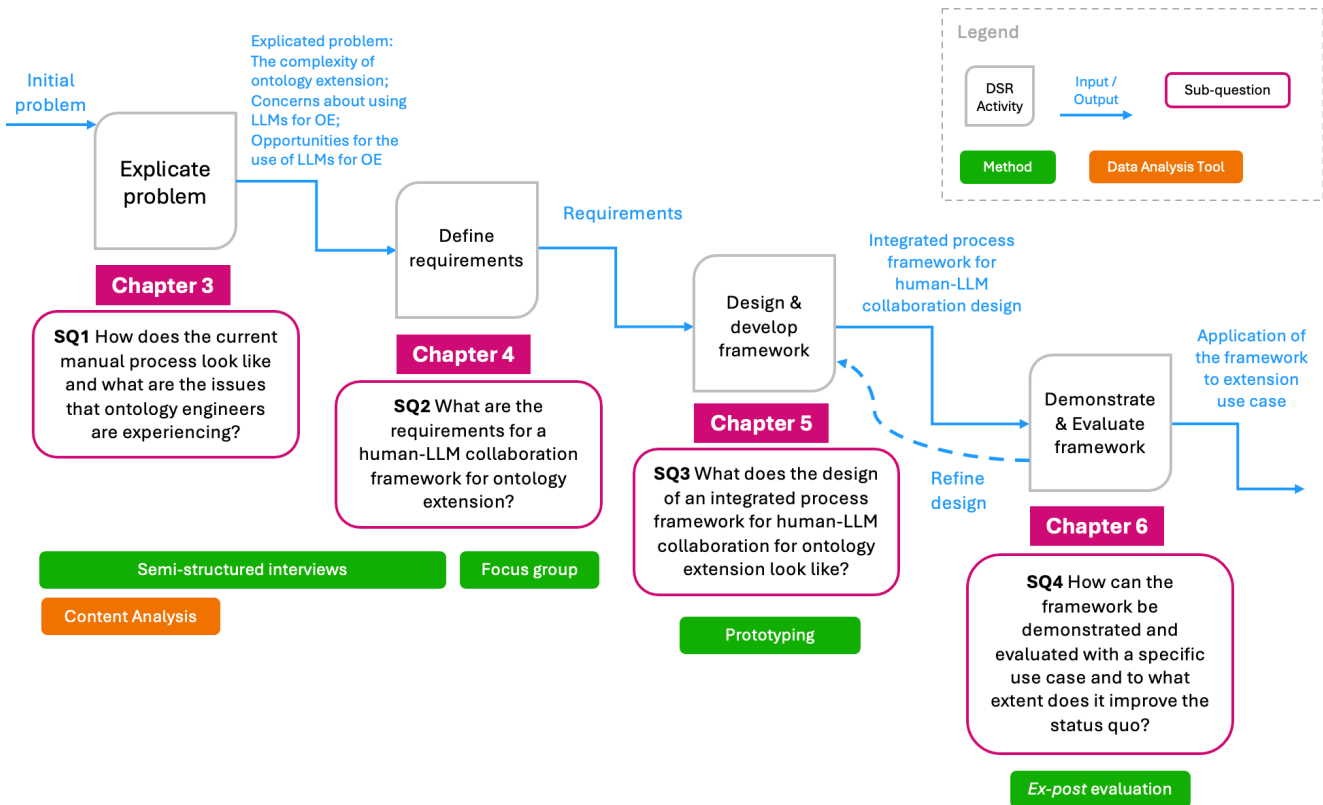 Initial
problem
Explicated problem:
The complexity of
ontology extension;
Concerns about using
LLMs for OE;
Opportunities for the
use of LLMs for OE
Legend
DSR
Activity
Input /
Output
Sub-question
Method
Data Analysis Tool
Explicate
problem
Chapter 3
SQ1 How does the current
manual process look like
and what are the issues
that ontology engineers
are experiencing?
Define
requirements
Chapter 4
SQ2 What are the
requirements for a
human-LLM collaboration
framework for ontology
extension?
Requirements
Design &
develop
framework
Chapter 5
SQ3 What does the design
of an integrated process
framework for human-LLM
collaboration for ontology
extension look like?
Integrated process
framework for
human-LLM
collaboration design
Refine
design
Demonstrate
& Evaluate
framework
Chapter 6
SQ4 How can the
framework be
demonstrated and
evaluated with a specific
use case and to what
extent does it improve the
status quo?
Application of
the framework
to extension
use case
Semi-structured interviews
Focus group
Content Analysis
Prototyping
Ex-post evaluation